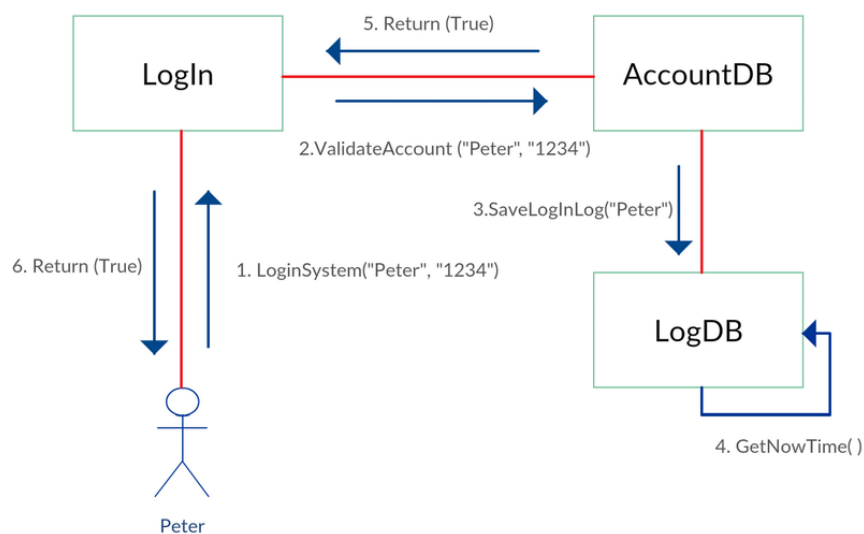 5. Return (True)
LogIn
AccountDB
2.ValidateAccount ("Peter", "1234")
3.SaveLogInLog("Peter")
6. Return (True)
1. LoginSystem("Peter", "1234")
LogDB
4. GetNowTime( )
Peter